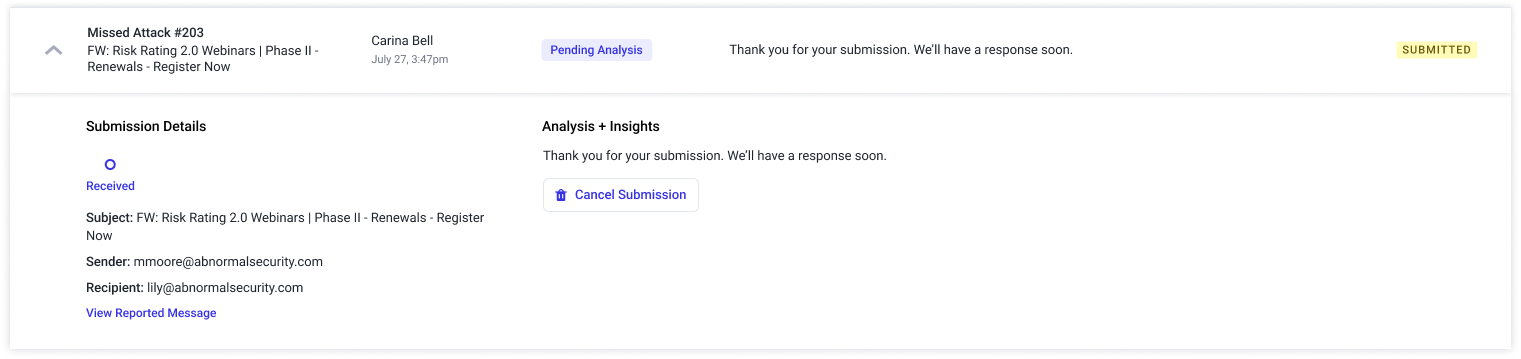 Missed Attack #203
FW: Risk Rating 2.0 Webinars | Phase II -
Renewals - Register Now
Carina Bell
July 27, 3:47pm
Pending Analysis
Thank you for your submission. We’ll have a response soon.
SUBMITTED
Submission Details
Received
Subject: FW: Risk Rating 2.0 Webinars | Phase II - Renewals - Register
Now
Sender: mmoore@abnormalsecurity.com
Recipient: lily@abnormalsecurity.com
View Reported Message
Analysis + Insights
Thank you for your submission. We’ll have a response soon.
Cancel Submission